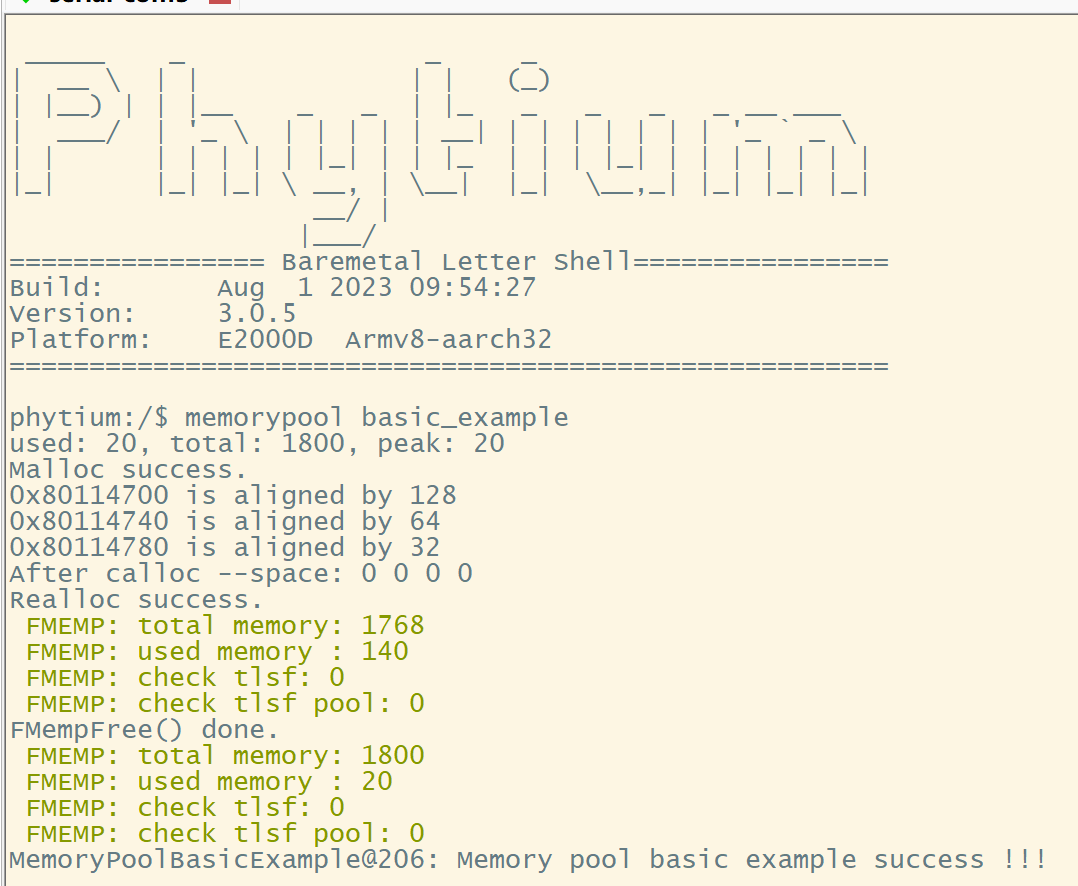 serial-com5
Phytium
================ Baremetal Letter Shell================
Build:       Aug  1 2023 09:54:27
Version:     3.0.5
Platform:    E2000D  Armv8-aarch32
=======================================================
phytium:/$ memorypool basic_example
used: 20, total: 1800, peak: 20
Malloc success.
0x80114700 is aligned by 128
0x80114740 is aligned by 64
0x80114780 is aligned by 32
After calloc --space: 0 0 0 0
Realloc success.
 FMEMP: total memory: 1768
 FMEMP: used memory : 140
 FMEMP: check tlsf: 0
 FMEMP: check tlsf pool: 0
FMempFree() done.
 FMEMP: total memory: 1800
 FMEMP: used memory : 20
 FMEMP: check tlsf: 0
 FMEMP: check tlsf pool: 0
MemoryPoolBasicExample@206: Memory pool basic example success !!!